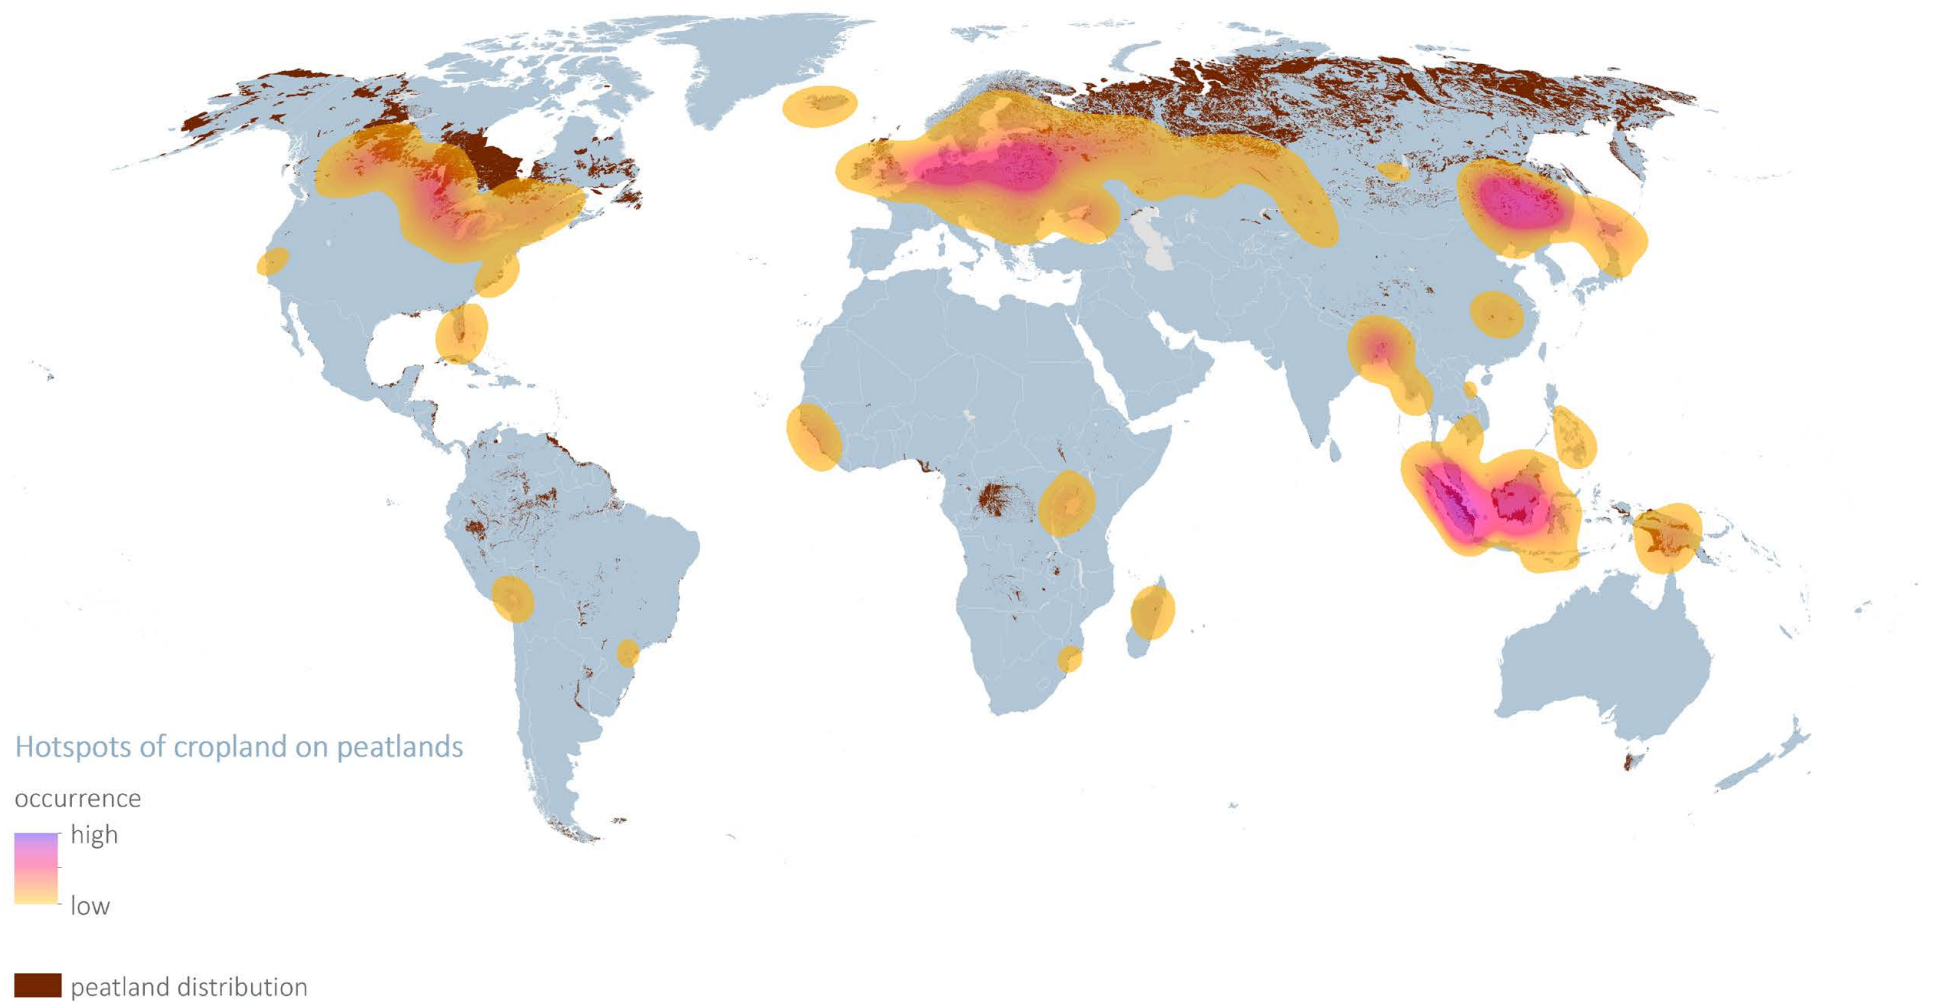 Hotspots of cropland on peatlands
occurrence
high
low
peatland distribution